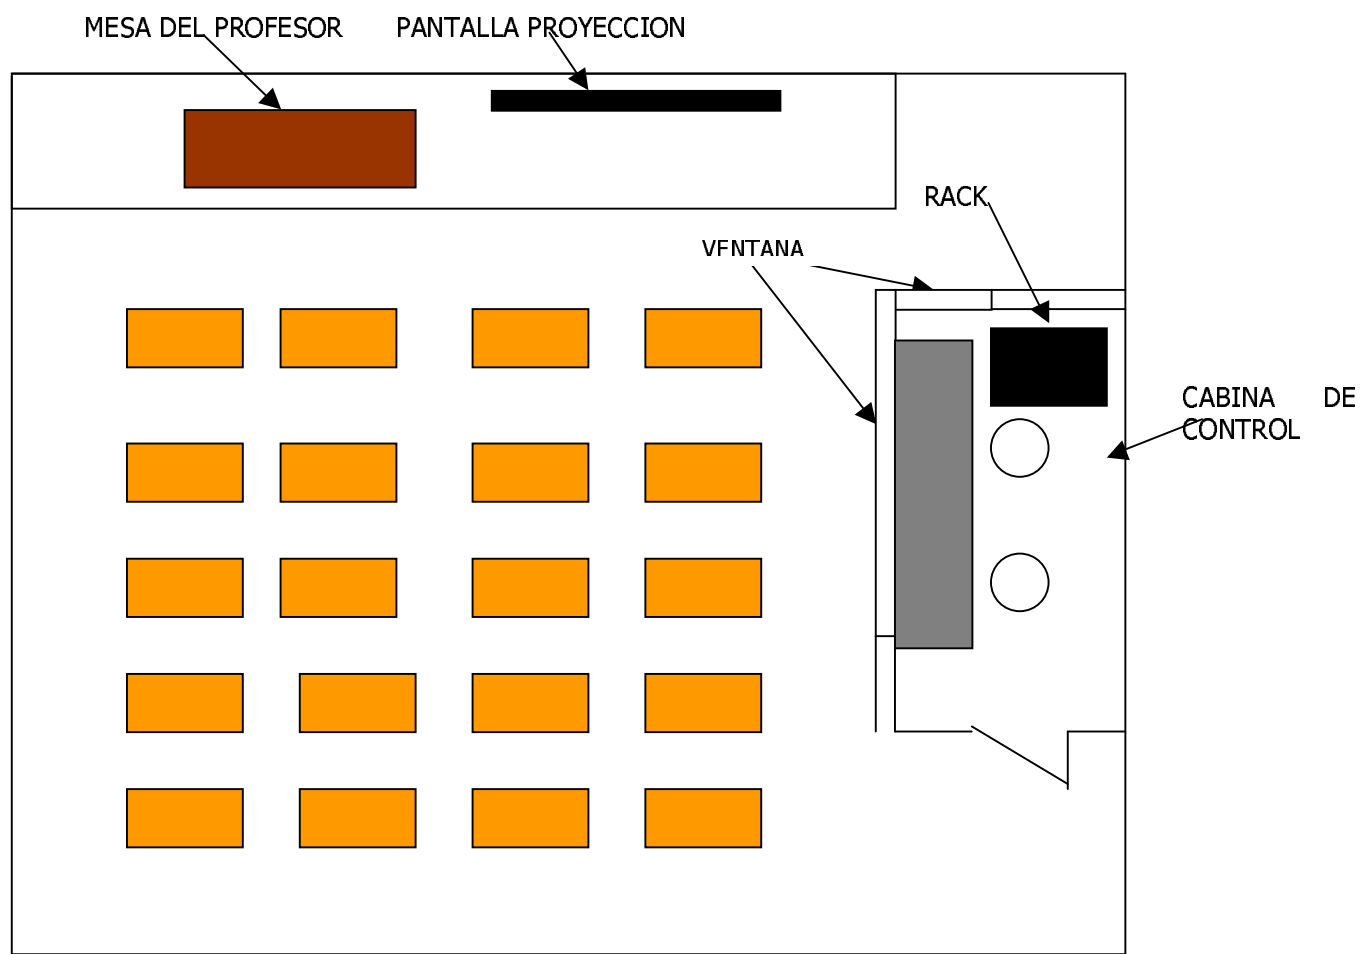 MESA DEL PROFESOR
PANTALLA PROYECCION
RACK
VENTANA
CABINA DE
CONTROL